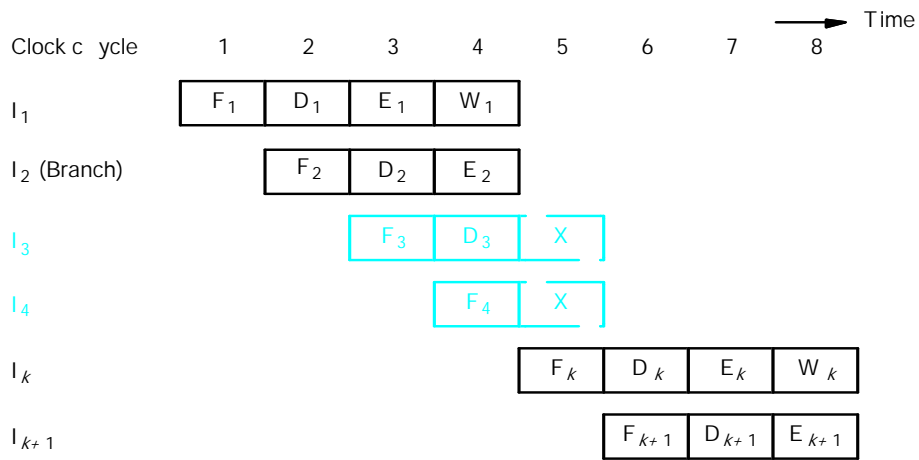 Time
Clock c ycle 1 2 3 4 5 6 7 8
I1 F1 D1 E1 W1
I2 (Branch) F2 D2 E2
I3 F3 D3 X
I4 F4 X
Ik Fk Dk Ek Wk
Ik+1 Fk+1 Dk+1 Ek+1